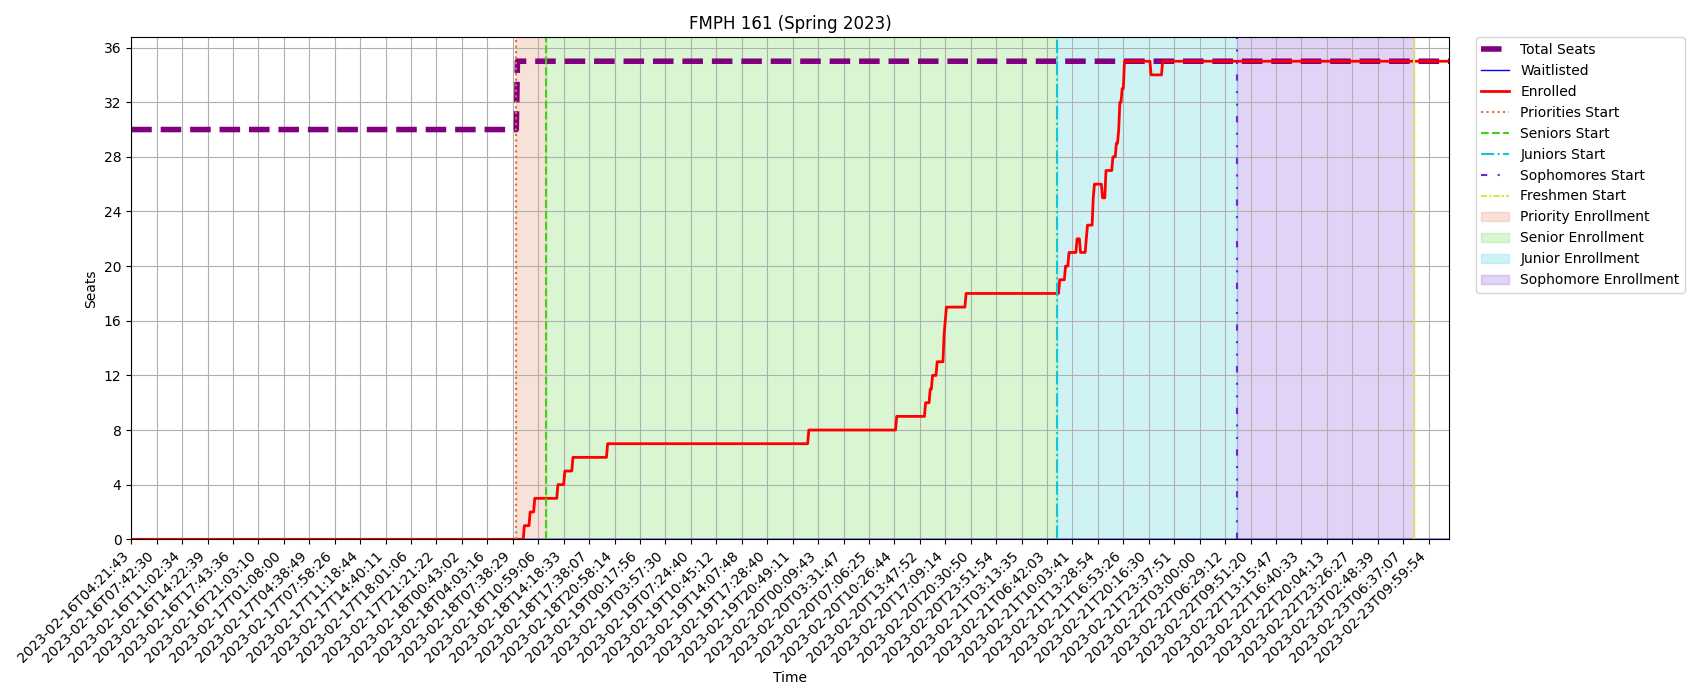 FMPH 161 (Spring 2023)
Seats
36
32
28
24
20
16
12
8
4
0
2023-02-16T04:21:43
2023-02-16T07:42:30
2023-02-16T11:02:34
2023-02-16T14:22:39
2023-02-16T17:43:36
2023-02-16T21:03:10
2023-02-17T01:08:00
2023-02-17T04:38:49
2023-02-17T07:58:26
2023-02-17T11:18:44
2023-02-17T14:40:11
2023-02-17T18:01:06
2023-02-17T21:21:22
2023-02-18T00:43:02
2023-02-18T04:03:16
2023-02-18T07:38:29
2023-02-18T10:59:06
2023-02-18T14:18:33
2023-02-18T17:38:07
2023-02-18T20:58:14
2023-02-19T00:17:56
2023-02-19T03:57:30
2023-02-19T07:24:40
2023-02-19T10:45:12
2023-02-19T14:07:48
2023-02-19T17:28:40
2023-02-19T20:49:11
2023-02-20T00:09:43
2023-02-20T03:31:47
2023-02-20T07:06:25
2023-02-20T10:26:44
2023-02-20T13:47:52
2023-02-20T17:09:14
2023-02-20T20:30:50
2023-02-20T23:51:54
2023-02-21T03:13:35
2023-02-21T06:42:03
2023-02-21T10:03:41
2023-02-21T13:28:54
2023-02-21T16:53:26
2023-02-21T20:16:30
2023-02-21T23:37:51
2023-02-22T03:00:00
2023-02-22T06:29:12
2023-02-22T09:51:20
2023-02-22T13:15:47
2023-02-22T16:40:33
2023-02-22T20:04:13
2023-02-22T23:26:27
2023-02-23T02:48:39
2023-02-23T06:37:07
2023-02-23T09:59:54
Time
Total Seats
Waitlisted
Enrolled
Priorities Start
Seniors Start
Juniors Start
Sophomores Start
Freshmen Start
Priority Enrollment
Senior Enrollment
Junior Enrollment
Sophomore Enrollment